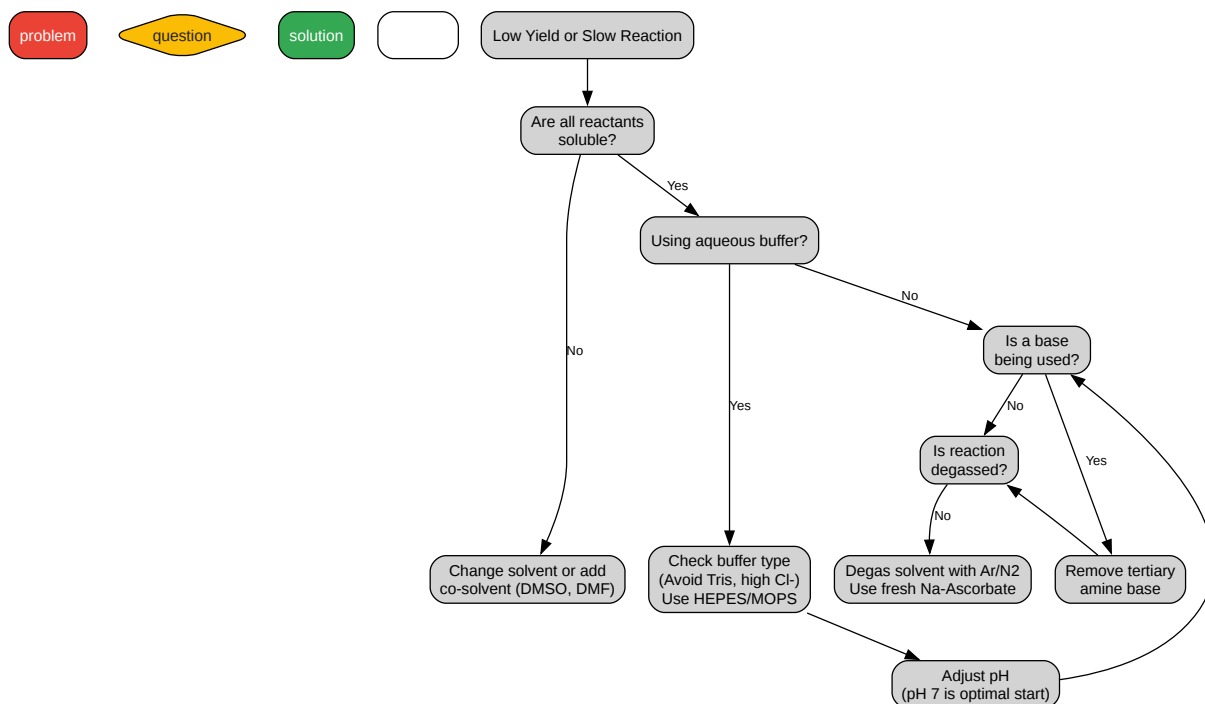 problem
question
solution
Low Yield or Slow Reaction
Are all reactants
soluble?
Yes
Using aqueous buffer?
No
Is a base
being used?
No
Yes
No
Is reaction
degassed?
Yes
No
Change solvent or add
co-solvent (DMSO, DMF)
Check buffer type
(Avoid Tris, high Cl-)
Use HEPES/MOPS
Degas solvent with Ar/N2
Use fresh Na-Ascorbate
Remove tertiary
amine base
Adjust pH
(pH 7 is optimal start)